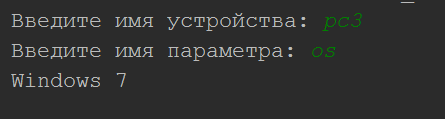 Введите имя устройства: pc3
Введите имя параметра: os
Windows 7